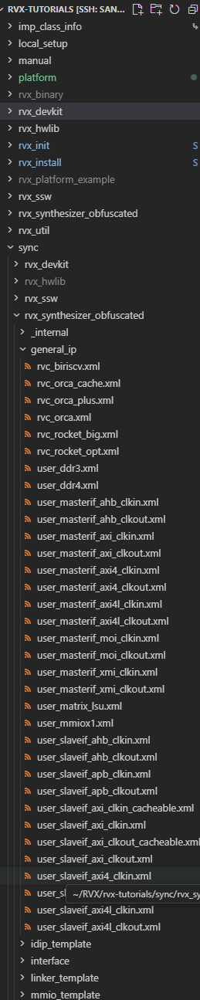 RVX-TUTORIALS [SSH: SAN...
imp_class_info
local_setup
manual
platform
rvx_binary
rvx_devkit
rvx_hwlib
rvx_init S
rvx_install S
rvx_platform_example
rvx_ssw
rvx_synthesizer_obfuscated
rvx_util
sync
rvx_devkit
rvx_hwlib
rvx_ssw
rvx_synthesizer_obfuscated
_internal
general_ip
rvc_biriscv.xml
rvc_orca_cache.xml
rvc_orca_plus.xml
rvc_orca.xml
rvc_rocket_big.xml
rvc_rocket_opt.xml
user_ddr3.xml
user_ddr4.xml
user_masterif_ahb_clkin.xml
user_masterif_ahb_clkout.xml
user_masterif_axi_clkin.xml
user_masterif_axi_clkout.xml
user_masterif_axi4_clkin.xml
user_masterif_axi4_clkout.xml
user_masterif_axi4l_clkin.xml
user_masterif_axi4l_clkout.xml
user_masterif_moi_clkin.xml
user_masterif_moi_clkout.xml
user_masterif_xmi_clkin.xml
user_masterif_xmi_clkout.xml
user_matrix_lsu.xml
user_mmiox1.xml
user_slaveif_ahb_clkin.xml
user_slaveif_ahb_clkout.xml
user_slaveif_apb_clkin.xml
user_slaveif_apb_clkout.xml
user_slaveif_axi_clkin_cacheable.xml
user_slaveif_axi_clkin.xml
user_slaveif_axi_clkout_cacheable.xml
user_slaveif_axi_clkout.xml
user_slaveif_axi4_clkin.xml
user_sl ~/RVX/rvx-tutorials/sync/rvx_sy
user_slaveif_axi4l_clkin.xml
user_slaveif_axi4l_clkout.xml
idip_template
interface
linker_template
mmio_template